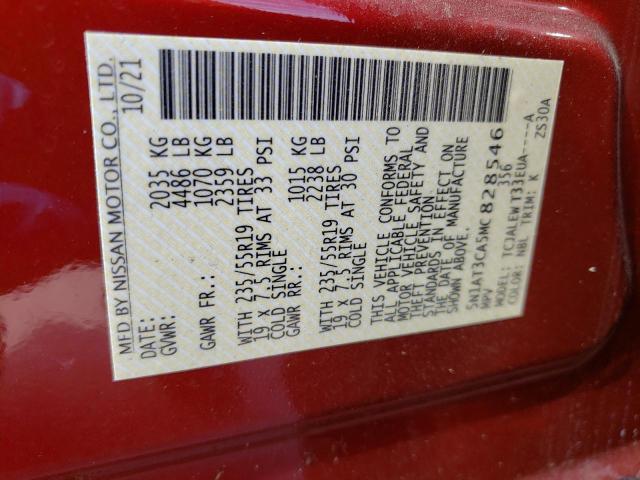 MFD BY NISSAN MOTOR CO., LTD.
DATE: 10/21
GVWR: 2035 KG
4486 LB
GAWR FR.: 1070 KG
2359 LB
WITH 235/55R19 TIRES
19 x 7.5 RIMS AT 33 PSI
COLD SINGLE
GAWR RR.: 1015 KG
2238 LB
WITH 235/55R19 TIRES
19 x 7.5 RIMS AT 30 PSI
COLD SINGLE
THIS VEHICLE CONFORMS TO
ALL APPLICABLE FEDERAL
MOTOR VEHICLE SAFETY AND
THEFT PREVENTION
STANDARDS IN EFFECT ON
THE DATE OF MANUFACTURE
SHOWN ABOVE.
5N1AT3CA5MC828546
MPV 356
MODEL: TCJALEWT33EUA-----A
COLOR: NBL TRIM: K ZS30A